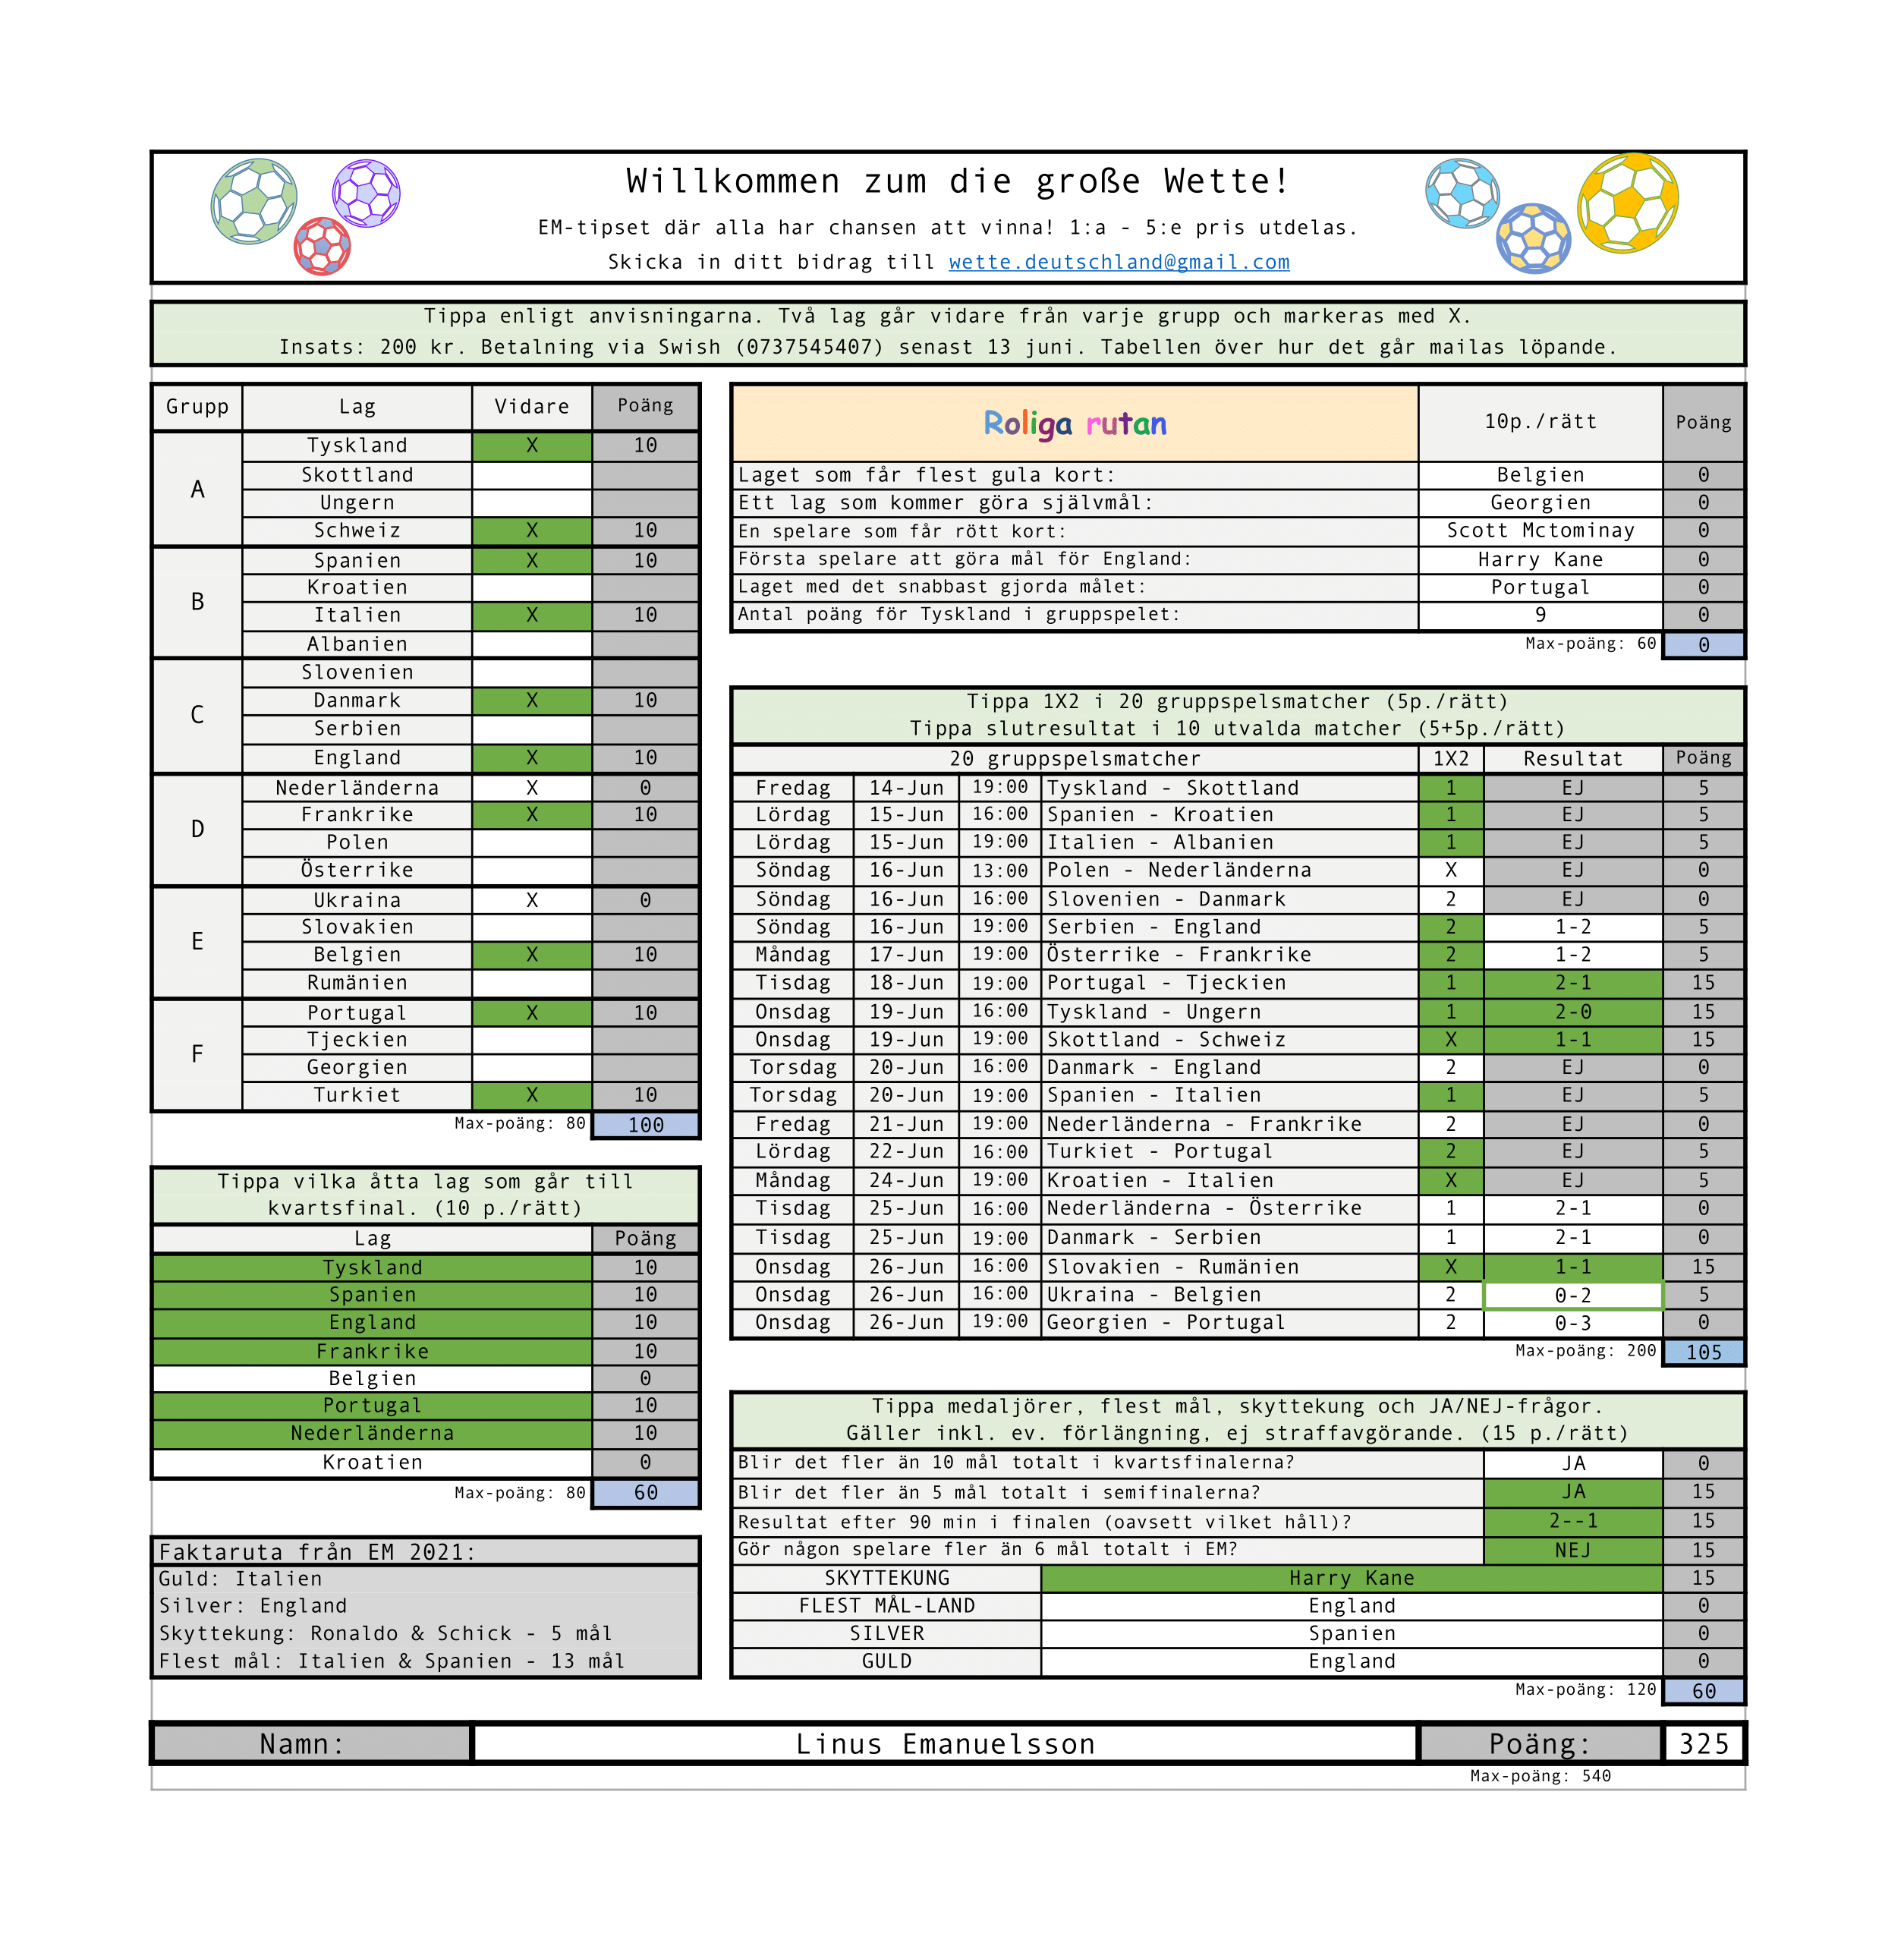 Willkommen zum die große Wette!
EM-tipset där alla har chansen att vinna! 1:a - 5:e pris utdelas.
Skicka in ditt bidrag till wette.deutschland@gmail.com
Tippa enligt anvisningarna. Två lag går vidare från varje grupp och markeras med X.
Insats: 200 kr. Betalning via Swish (0737545407) senast 13 juni. Tabellen över hur det går mailas löpande.
Grupp Lag Vidare Poäng
A
Tyskland X 10
Skottland
Ungern
Schweiz X 10
B
Spanien X 10
Kroatien
Italien X 10
Albanien
C
Slovenien
Danmark X 10
Serbien
England X 10
D
Nederländerna X 0
Frankrike X 10
Polen
Österrike
E
Ukraina X 0
Slovakien
Belgien X 10
Rumänien
F
Portugal X 10
Tjeckien
Georgien
Turkiet X 10
Max-poäng: 80 100
Tippa vilka åtta lag som går till
kvartsfinal. (10 p./rätt)
Lag Poäng
Tyskland 10
Spanien 10
England 10
Frankrike 10
Belgien 0
Portugal 10
Nederländerna 10
Kroatien 0
Max-poäng: 80 60
Faktaruta från EM 2021:
Guld: Italien
Silver: England
Skyttekung: Ronaldo & Schick - 5 mål
Flest mål: Italien & Spanien - 13 mål
Roliga rutan 10p./rätt Poäng
Laget som får flest gula kort: Belgien 0
Ett lag som kommer göra självmål: Georgien 0
En spelare som får rött kort: Scott Mctominay 0
Första spelare att göra mål för England: Harry Kane 0
Laget med det snabbast gjorda målet: Portugal 0
Antal poäng för Tyskland i gruppspelet: 9 0
Max-poäng: 60 0
Tippa 1X2 i 20 gruppspelsmatcher (5p./rätt)
Tippa slutresultat i 10 utvalda matcher (5+5p./rätt)
20 gruppspelsmatcher 1X2 Resultat Poäng
Fredag 14-Jun 19:00 Tyskland - Skottland 1 EJ 5
Lördag 15-Jun 16:00 Spanien - Kroatien 1 EJ 5
Lördag 15-Jun 19:00 Italien - Albanien 1 EJ 5
Söndag 16-Jun 13:00 Polen - Nederländerna X EJ 0
Söndag 16-Jun 16:00 Slovenien - Danmark 2 EJ 0
Söndag 16-Jun 19:00 Serbien - England 2 1-2 5
Måndag 17-Jun 19:00 Österrike - Frankrike 2 1-2 5
Tisdag 18-Jun 19:00 Portugal - Tjeckien 1 2-1 15
Onsdag 19-Jun 16:00 Tyskland - Ungern 1 2-0 15
Onsdag 19-Jun 19:00 Skottland - Schweiz X 1-1 15
Torsdag 20-Jun 16:00 Danmark - England 2 EJ 0
Torsdag 20-Jun 19:00 Spanien - Italien 1 EJ 5
Fredag 21-Jun 19:00 Nederländerna - Frankrike 2 EJ 0
Lördag 22-Jun 16:00 Turkiet - Portugal 2 EJ 5
Måndag 24-Jun 19:00 Kroatien - Italien X EJ 5
Tisdag 25-Jun 16:00 Nederländerna - Österrike 1 2-1 0
Tisdag 25-Jun 19:00 Danmark - Serbien 1 2-1 0
Onsdag 26-Jun 16:00 Slovakien - Rumänien X 1-1 15
Onsdag 26-Jun 16:00 Ukraina - Belgien 2 0-2 5
Onsdag 26-Jun 19:00 Georgien - Portugal 2 0-3 0
Max-poäng: 200 105
Tippa medaljörer, flest mål, skyttekung och JA/NEJ-frågor.
Gäller inkl. ev. förlängning, ej straffavgörande. (15 p./rätt)
Blir det fler än 10 mål totalt i kvartsfinalerna? JA 0
Blir det fler än 5 mål totalt i semifinalerna? JA 15
Resultat efter 90 min i finalen (oavsett vilket håll)? 2--1 15
Gör någon spelare fler än 6 mål totalt i EM? NEJ 15
SKYTTEKUNG Harry Kane 15
FLEST MÅL-LAND England 0
SILVER Spanien 0
GULD England 0
Max-poäng: 120 60
Namn: Linus Emanuelsson Poäng: 325
Max-poäng: 540